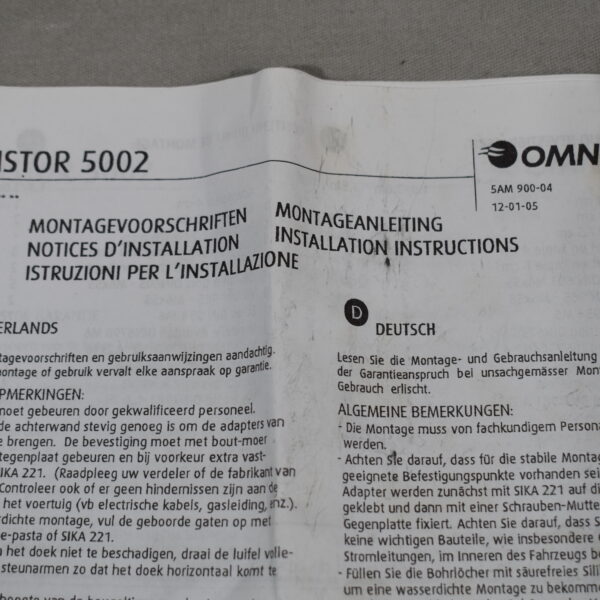 ISTOR 5002
OMN
5AM 900-04
12-01-05
MONTAGEVOORSCHRIFTEN
NOTICES D'INSTALLATION
ISTRUZIONI PER L'INSTALLAZIONE
MONTAGEANLEITING
INSTALLATION INSTRUCTIONS
ERLANDS
tagevoorschriften en gebruiksaanwijzingen aandachtig.
montage of gebruik vervalt elke aanspraak op garantie.
PMERKINGEN:
moet gebeuren door gekwalificeerd personeel.
de achterwand stevig genoeg is om de adapters van
e brengen. De bevestiging moet met bout-moer
tegenplaat gebeuren en bij voorkeur extra vast-
SIKA 221. (Raadpleeg uw verdeler of de fabrikant van
Controleer ook of er geen hindernissen zijn aan de
het voertuig (vb electrische kabels, gasleiding, enz.).
dichte montage, vul de geboorde gaten op met
e-pasta of SIKA 221.
het doek niet te beschadigen, draai de luifel volle-
steunarmen zo dat het doek horizontaal komt te
D
DEUTSCH
Lesen Sie die Montage- und Gebrauchsanleitung
der Garantieanspruch bei unsachgemässer Mon
Gebrauch erlischt.
ALGEMEINE BEMERKUNGEN:
- Die Montage muss von fachkundigem Persona
werden.
- Achten Sie darauf, dass für die stabile Montag
geeignete Befestigungspunkte vorhanden sei
Adapter werden zunächst mit SIKA 221 auf di
geklebt und dann mit einer Schrauben-Mutte
Gegenplatte fixiert. Achten Sie darauf, dass S
keine wichtigen Bauteile, wie insbesondere
Stromleitungen, im Inneren des Fahrzeugs b
- Füllen Sie die Bohrlöcher mit säurefreies Sili
um eine wasserdichte Montage zu bekomme